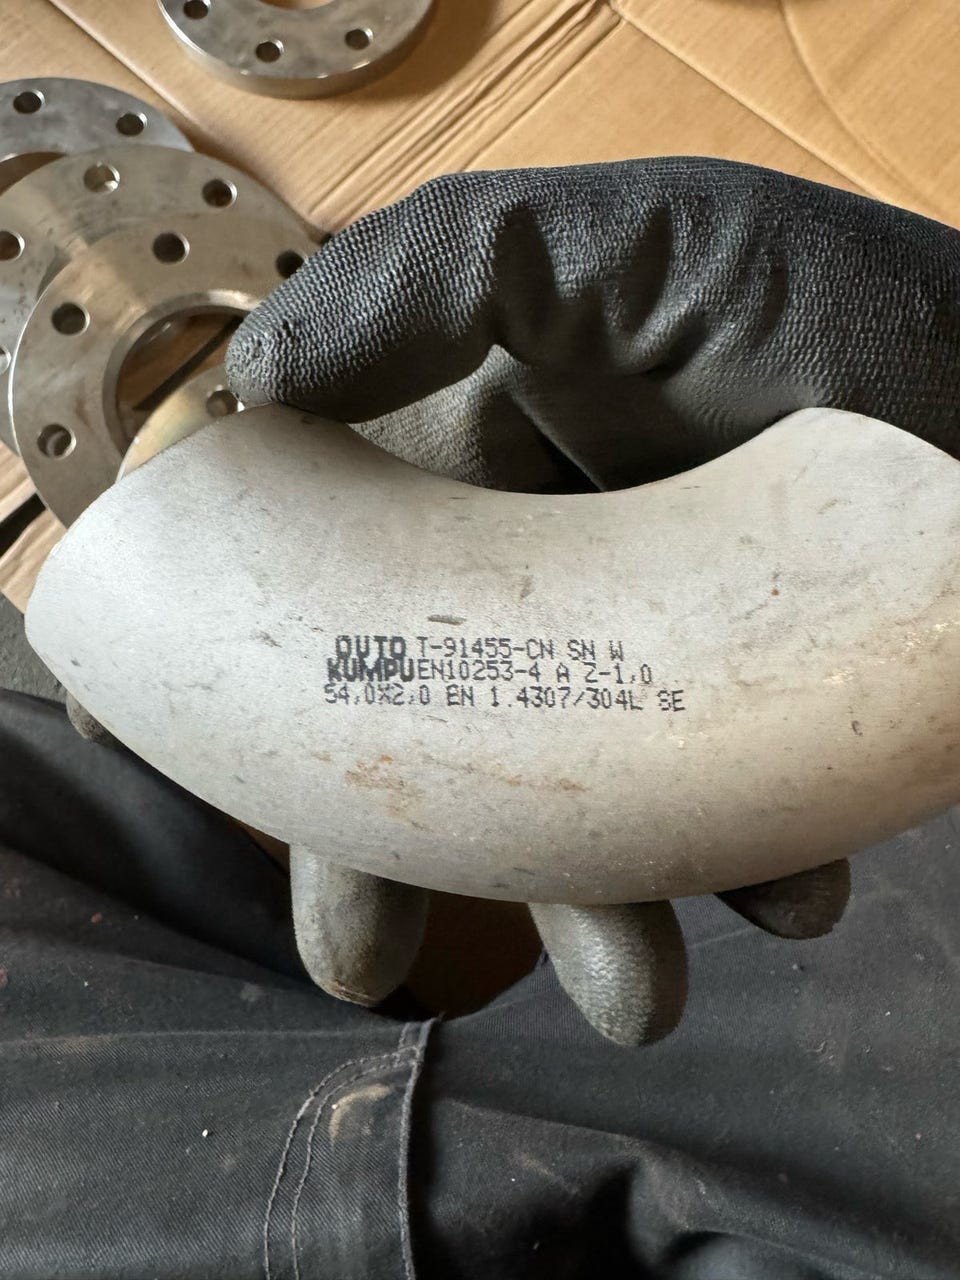 OUTO T-91455-CN SN W
KUMPU EN10253-4 A Z-1,0
54,0X2,0 EN 1.4307/304L SE